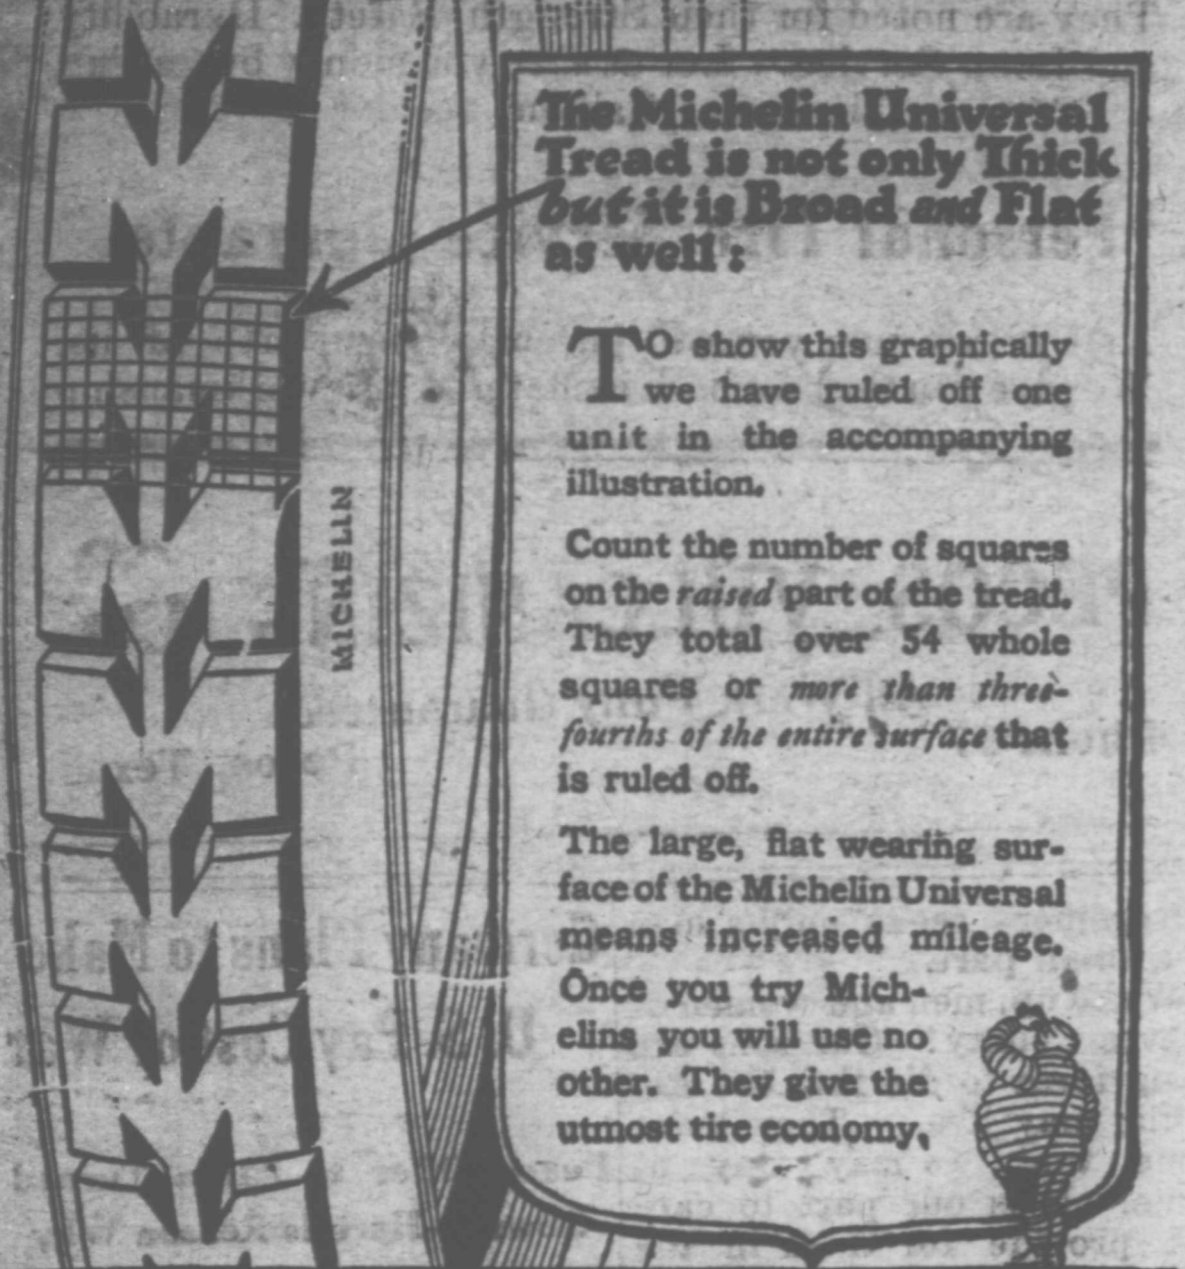 The Michelin Universal
Tread is not only Thick
but it is Broad and Flat
as well:
TO show this graphically
we have ruled off one
unit in the accompanying
illustration.
Count the number of squares
on the raised part of the tread.
They total over 54 whole
squares or more than three-
fourths of the entire surface that
is ruled off.
The large, flat wearing sur-
face of the Michelin Universal
means increased mileage.
Once you try Mich-
elins you will use no
other. They give the
utmost tire economy.
MICHELIN